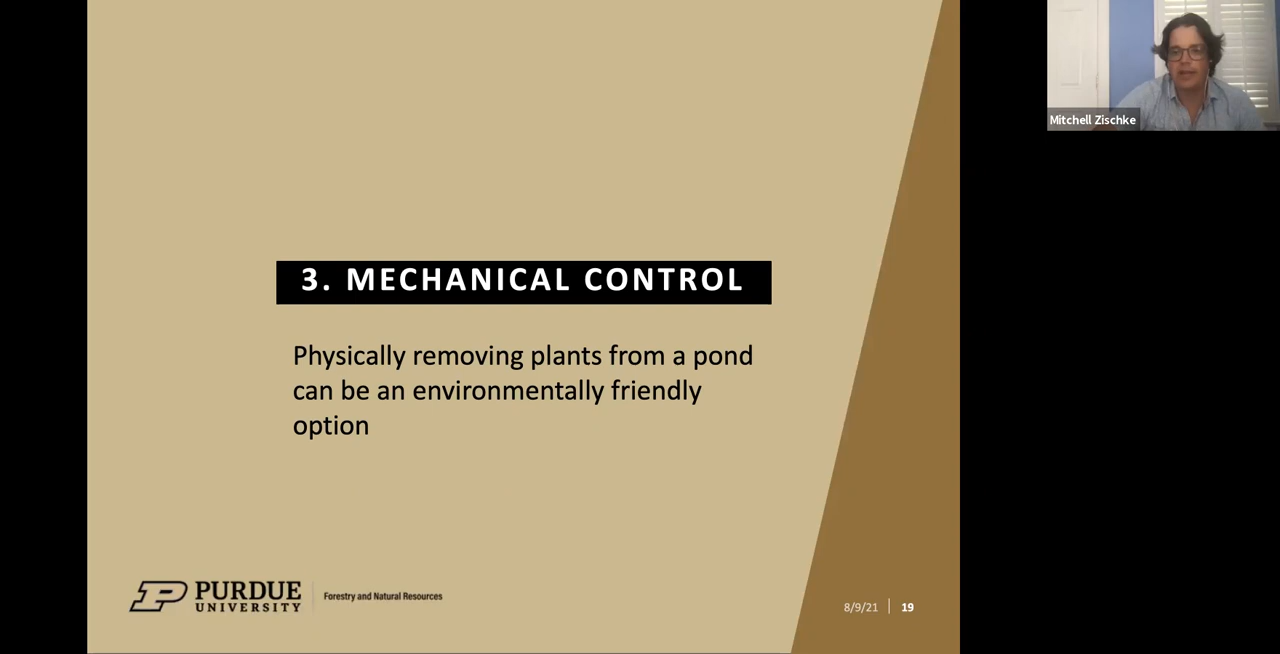 3. MECHANICAL CONTROL
Physically removing plants from a pond
can be an environmentally friendly
option
PURDUE
UNIVERSITY
Forestry and Natural Resources
8/9/21
19
Mitchell Zischke